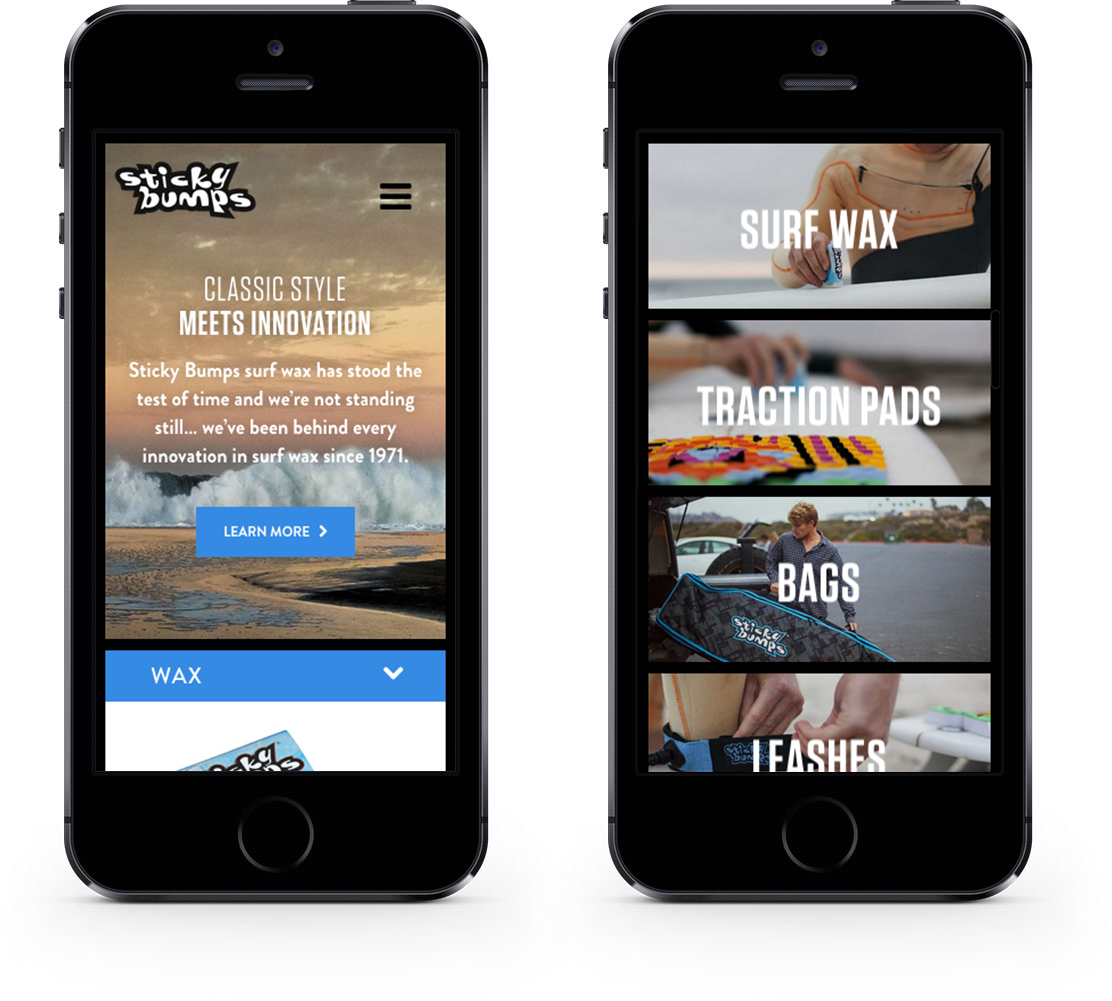 sticky
bumps
CLASSIC STYLE
MEETS INNOVATION
Sticky Bumps surf wax has stood the
test of time and we're not standing
still... we've been behind every
innovation in surf wax since 1971.
LEARN MORE
WAX
sticky
bumps
SURF WAX
TRACTION PADS
BAGS
sticky
bumps
LEASHES
sticky
bumps